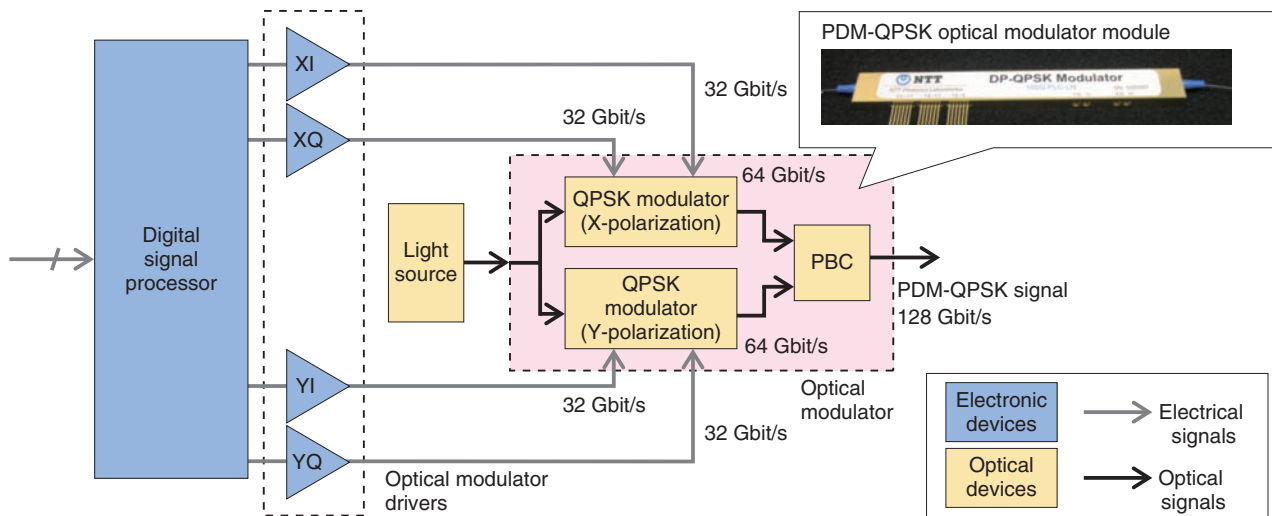 PDM-QPSK optical modulator module
NTT
DP-QPSK Modulator
XI
32 Gbit/s
32 Gbit/s
XQ
64 Gbit/s
QPSK modulator
(X-polarization)
Digital
signal
processor
Light
source
PBC
QPSK
modulator
(Y-polarization)
PDM-QPSK signal
128 Gbit/s
64 Gbit/s
YI
32 Gbit/s
Optical
modulator
32 Gbit/s
YQ
Optical modulator
drivers
Electronic
devices
Electrical
signals
Optical
devices
Optical
signals